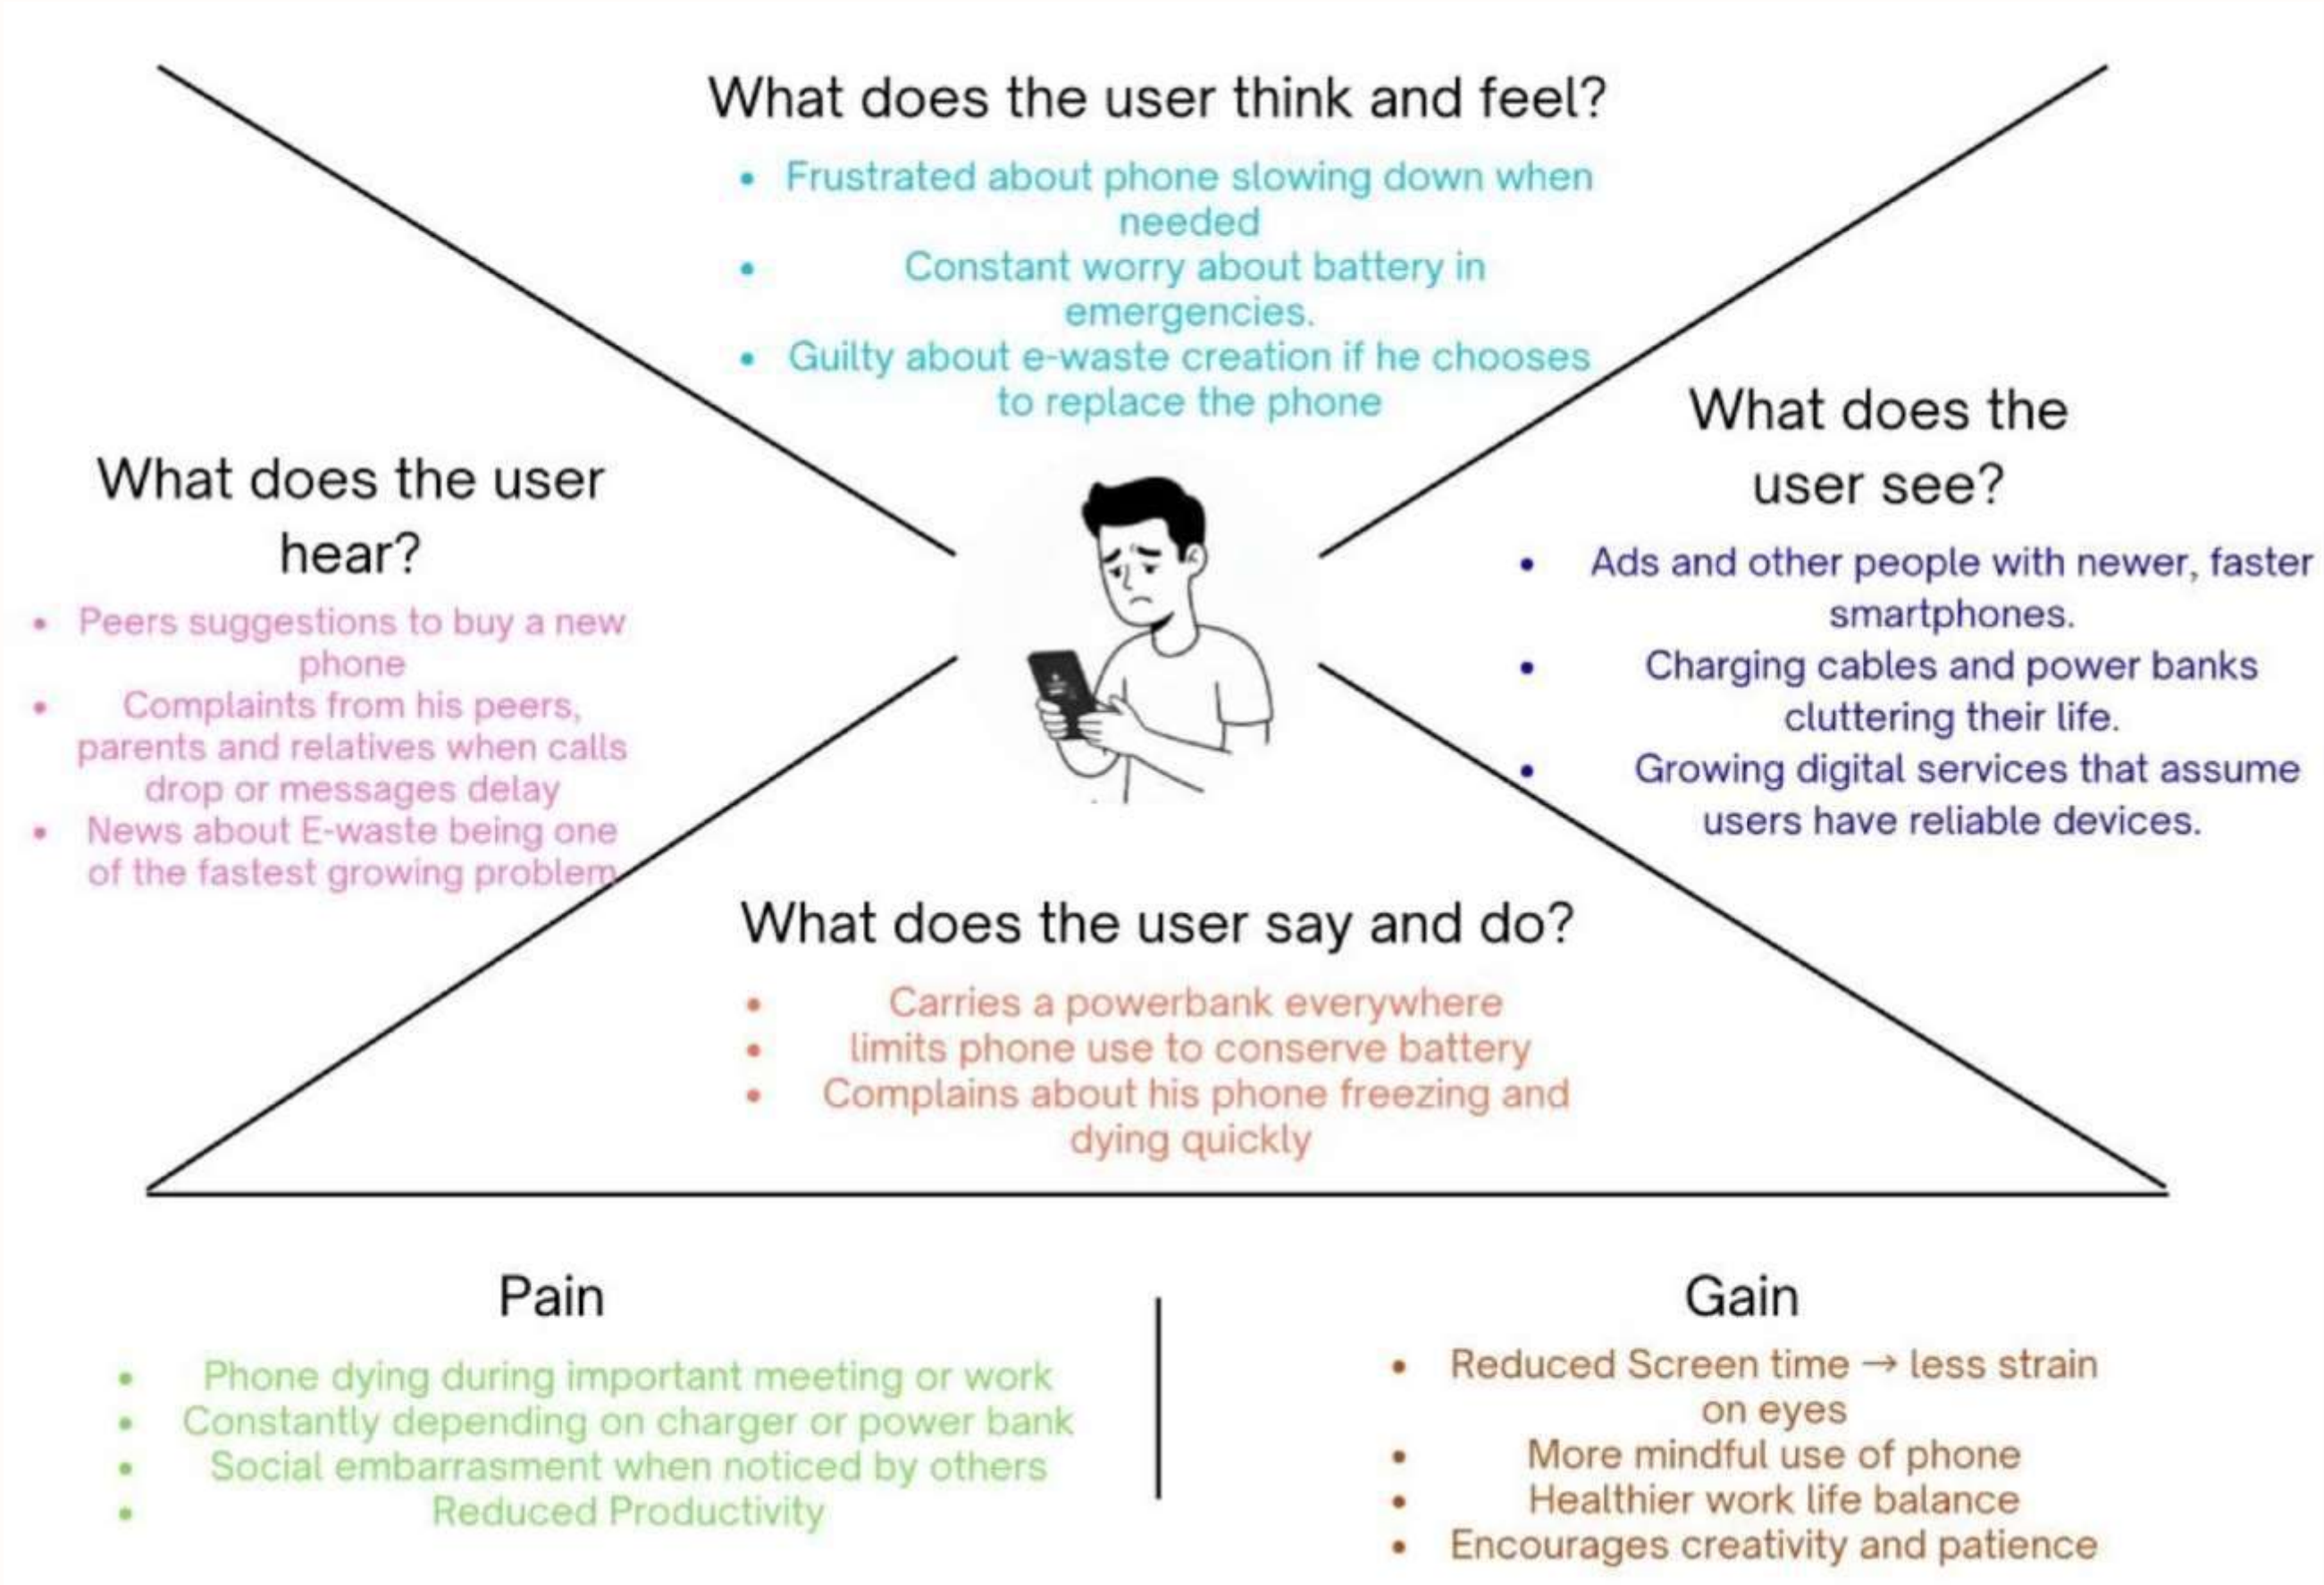 What does the user think and feel?
• Frustrated about phone slowing down when
needed
• Constant worry about battery in
emergencies.
• Guilty about e-waste creation if he chooses
to replace the phone
What does the user
hear?
• Peers suggestions to buy a new
phone
• Complaints from his peers,
parents and relatives when calls
drop or messages delay
• News about E-waste being one
of the fastest growing problem
What does the
user see?
• Ads and other people with newer, faster
smartphones.
• Charging cables and power banks
cluttering their life.
• Growing digital services that assume
users have reliable devices.
What does the user say and do?
• Carries a powerbank everywhere
• limits phone use to conserve battery
• Complains about his phone freezing and
dying quickly
Pain
• Phone dying during important meeting or work
• Constantly depending on charger or power bank
• Social embarrasment when noticed by others
• Reduced Productivity
Gain
• Reduced Screen time → less strain
on eyes
• More mindful use of phone
• Healthier work life balance
• Encourages creativity and patience